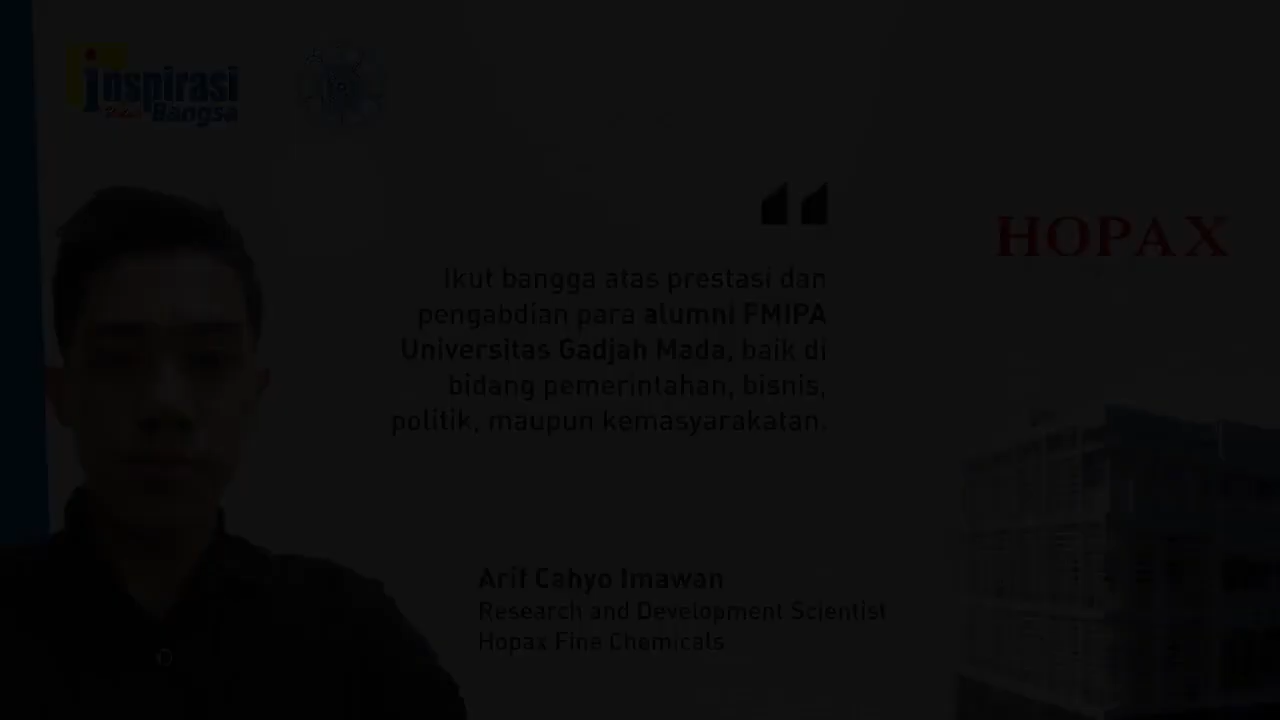 inspirasi
Bangsa
HOPAX
Ikut bangga atas prestasi dan
pengabdian para alumni FMIPA
Universitas Gadjah Mada, baik di
bidang pemerintahan, bisnis,
politik, maupun kemasyarakatan.
Arif Cahyo Imawan
Research and Development Scientist
Hopax Fine Chemicals